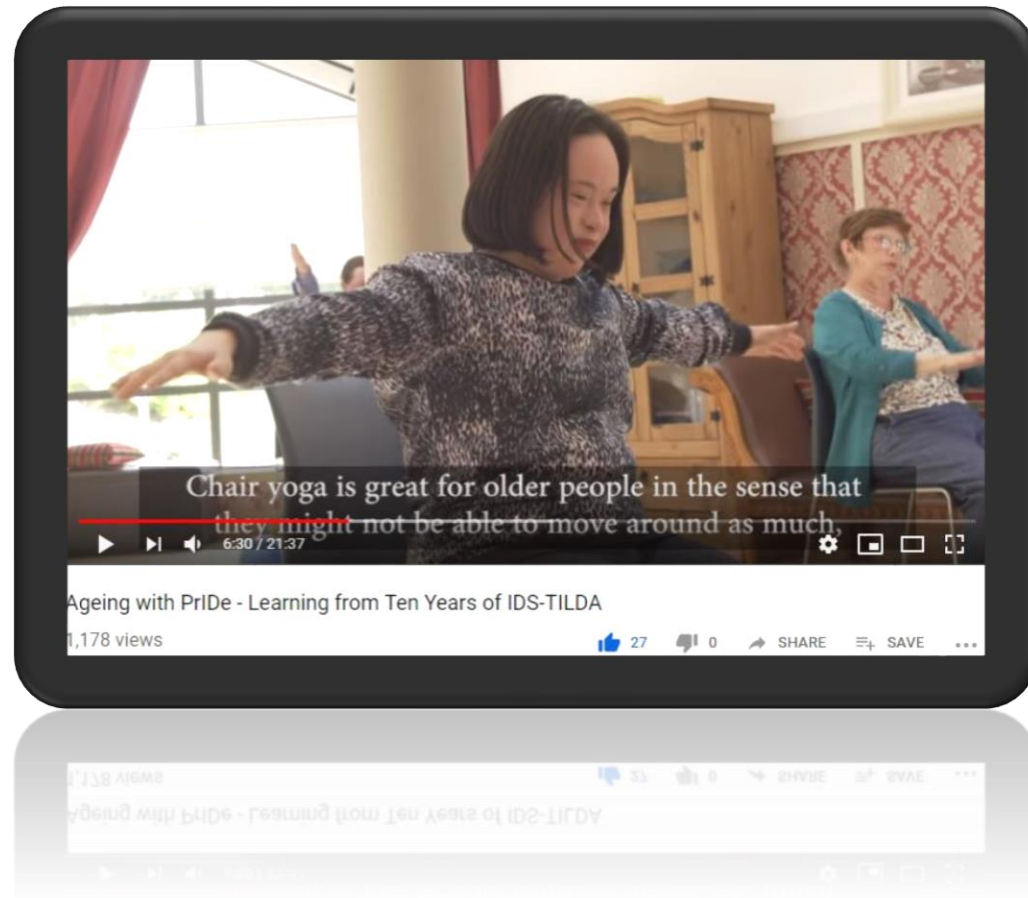 Chair yoga is great for older people in the sense that
they might not be able to move around as much,
6:30 / 21:37
Ageing with PrIDe - Learning from Ten Years of IDS-TILDA
1,178 views 27 0 SHARE SAVE